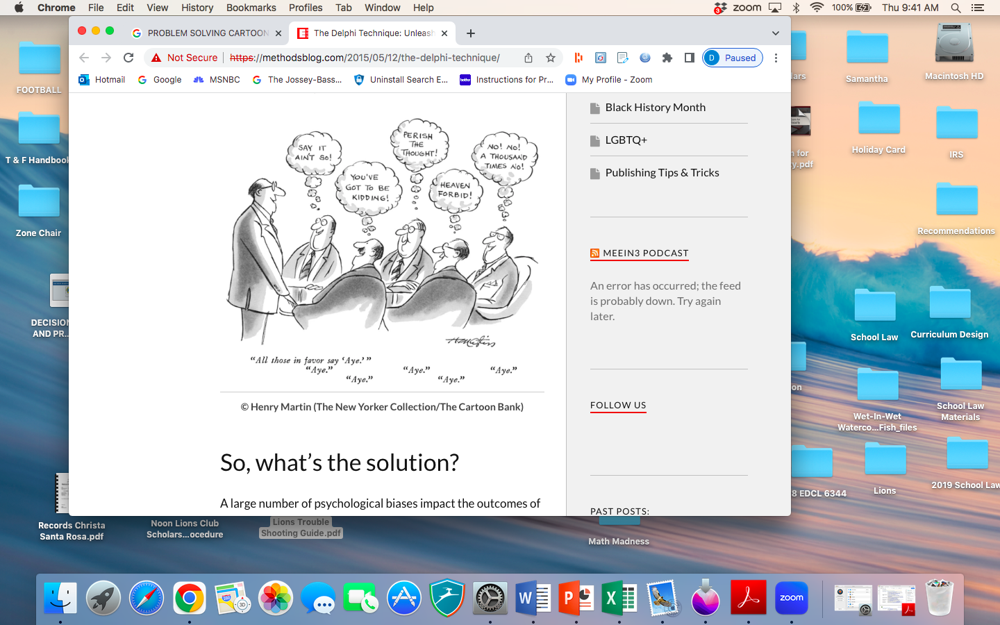 Chrome File Edit View History Bookmarks Profiles Tab Window Help
3 zoom 100% Thu 9:41 AM
PROBLEM SOLVING CARTOON
The Delphi Technique: Unleash
Not Secure https://methodsblog.com/2015/05/12/the-delphi-technique/
D Paused
Hotmail Google MSNBC The Jossey-Bass... Uninstall Search E... Instructions for Pr... My Profile - Zoom
SAY IT
AIN'T SO!
YOU'VE
GOT TO BE
KIDDING!
PERISH
THE
THOUGHT!
HEAVEN
FORBID!
NO! NO!
A THOUSAND
TIMES NO!
"All those in favor say 'Aye.' "
"Aye."
"Aye."
"Aye."
"Aye."
"Aye."
© Henry Martin (The New Yorker Collection/The Cartoon Bank)
So, what's the solution?
A large number of psychological biases impact the outcomes of
Black History Month
LGBTQ+
Publishing Tips & Tricks
MEEIN3 PODCAST
An error has occurred; the feed
is probably down. Try again
later.
FOLLOW US
PAST POSTS:
FOOTBALL
T & F Handbook
Zone Chair
DECISION
AND PR...
Records Christa
Santa Rosa.pdf
Noon Lions Club
Scholars...ocedure
Lions Trouble
Shooting Guide.pdf
Math Madness
Samantha
Macintosh HD
Holiday Card
IRS
Recommendations
School Law
Curriculum Design
Wet-In-Wet
Waterco...Fish_files
School Law
Materials
8 EDCL 6344
Lions
2019 School Law
3D
W
P
X
zoom